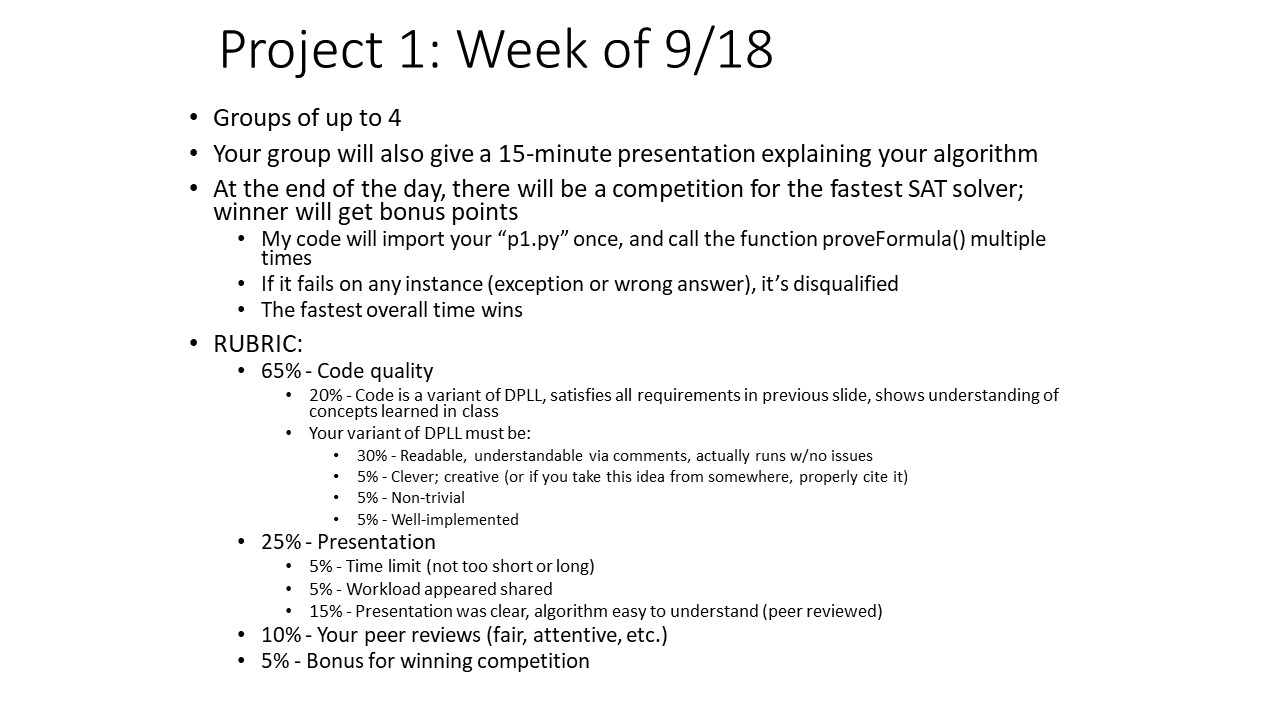 Project 1: Week of 9/18
• Groups of up to 4
• Your group will also give a 15-minute presentation explaining your algorithm
• At the end of the day, there will be a competition for the fastest SAT solver;
winner will get bonus points
• My code will import your “p1.py” once, and call the function proveFormula() multiple
times
• If it fails on any instance (exception or wrong answer), it’s disqualified
• The fastest overall time wins
• RUBRIC:
• 65% - Code quality
• 20% - Code is a variant of DPLL, satisfies all requirements in previous slide, shows understanding of
concepts learned in class
• Your variant of DPLL must be:
• 30% - Readable, understandable via comments, actually runs w/no issues
• 5% - Clever; creative (or if you take this idea from somewhere, properly cite it)
• 5% - Non-trivial
• 5% - Well-implemented
• 25% - Presentation
• 5% - Time limit (not too short or long)
• 5% - Workload appeared shared
• 15% - Presentation was clear, algorithm easy to understand (peer reviewed)
• 10% - Your peer reviews (fair, attentive, etc.)
• 5% - Bonus for winning competition